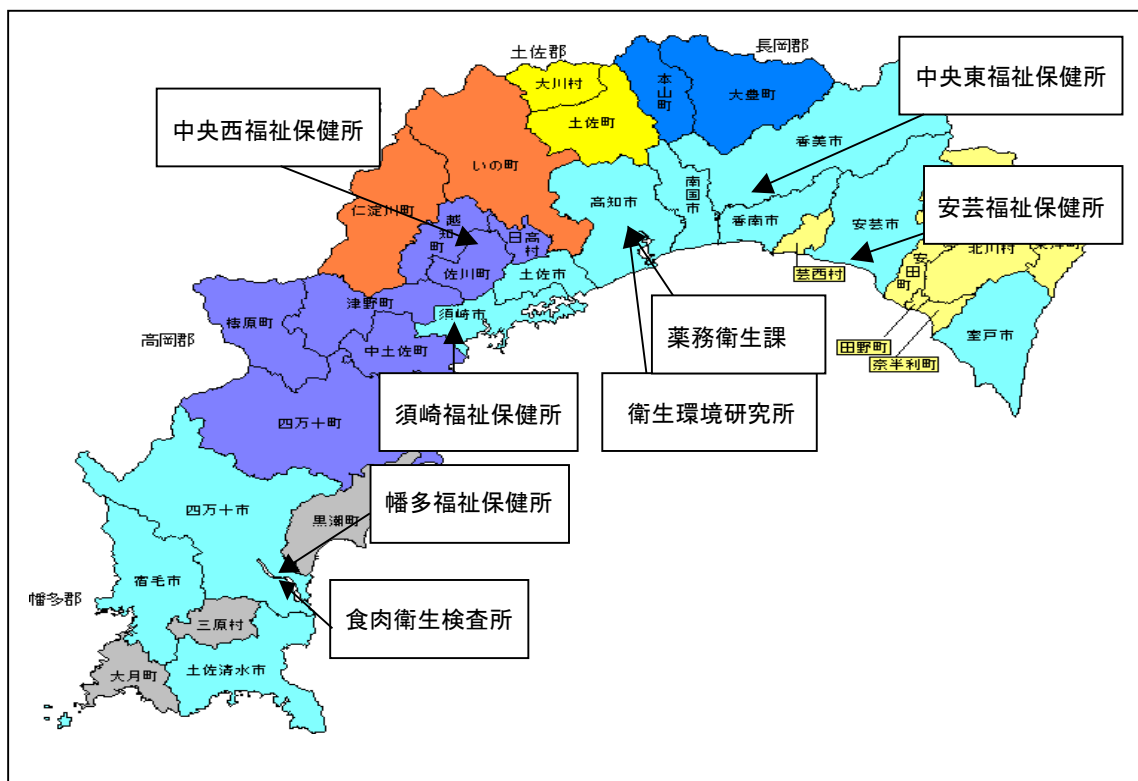 土佐郡
長岡郡
中央東福祉保健所
大川村
本山町
大豊町
中央西福祉保健所
土佐町
香美市
いの町
南国市
高知市
安芸福祉保健所
仁淀川町
越知町
日高村
香南市
安芸市
北川村
佐川町
土佐市
安田町
芸西村
津野町
須崎市
檮原町
高岡郡
中土佐町
薬務衛生課
室戸市
田野町
奈半利町
須崎福祉保健所
衛生環境研究所
四万十町
幡多福祉保健所
四万十市
黒潮町
宿毛市
幡多郡
食肉衛生検査所
三原村
大月町
土佐清水市